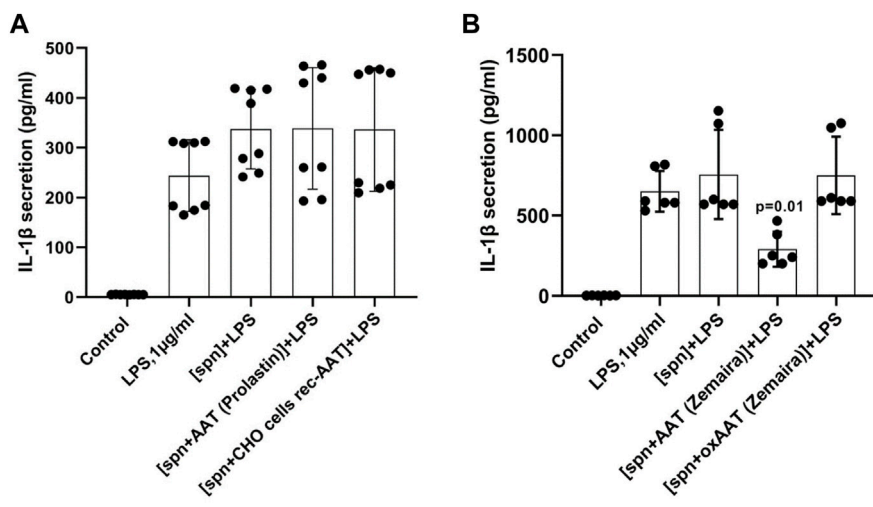 A
IL-1β secretion (pg/ml)
500
400
300
200
100
0
Control
LPS, 1μg/ml
[spn]+LPS
[spn+AAT (Prolastin)]+LPS
[spn+CHO cells rec-AAT]+LPS
B
IL-1β secretion (pg/ml)
1500
1000
500
0
p=0.01
Control
LPS, 1μg/ml
[spn]+LPS
[spn+AAT (Zemaira)]+LPS
[spn+oxAAT (Zemaira)]+LPS